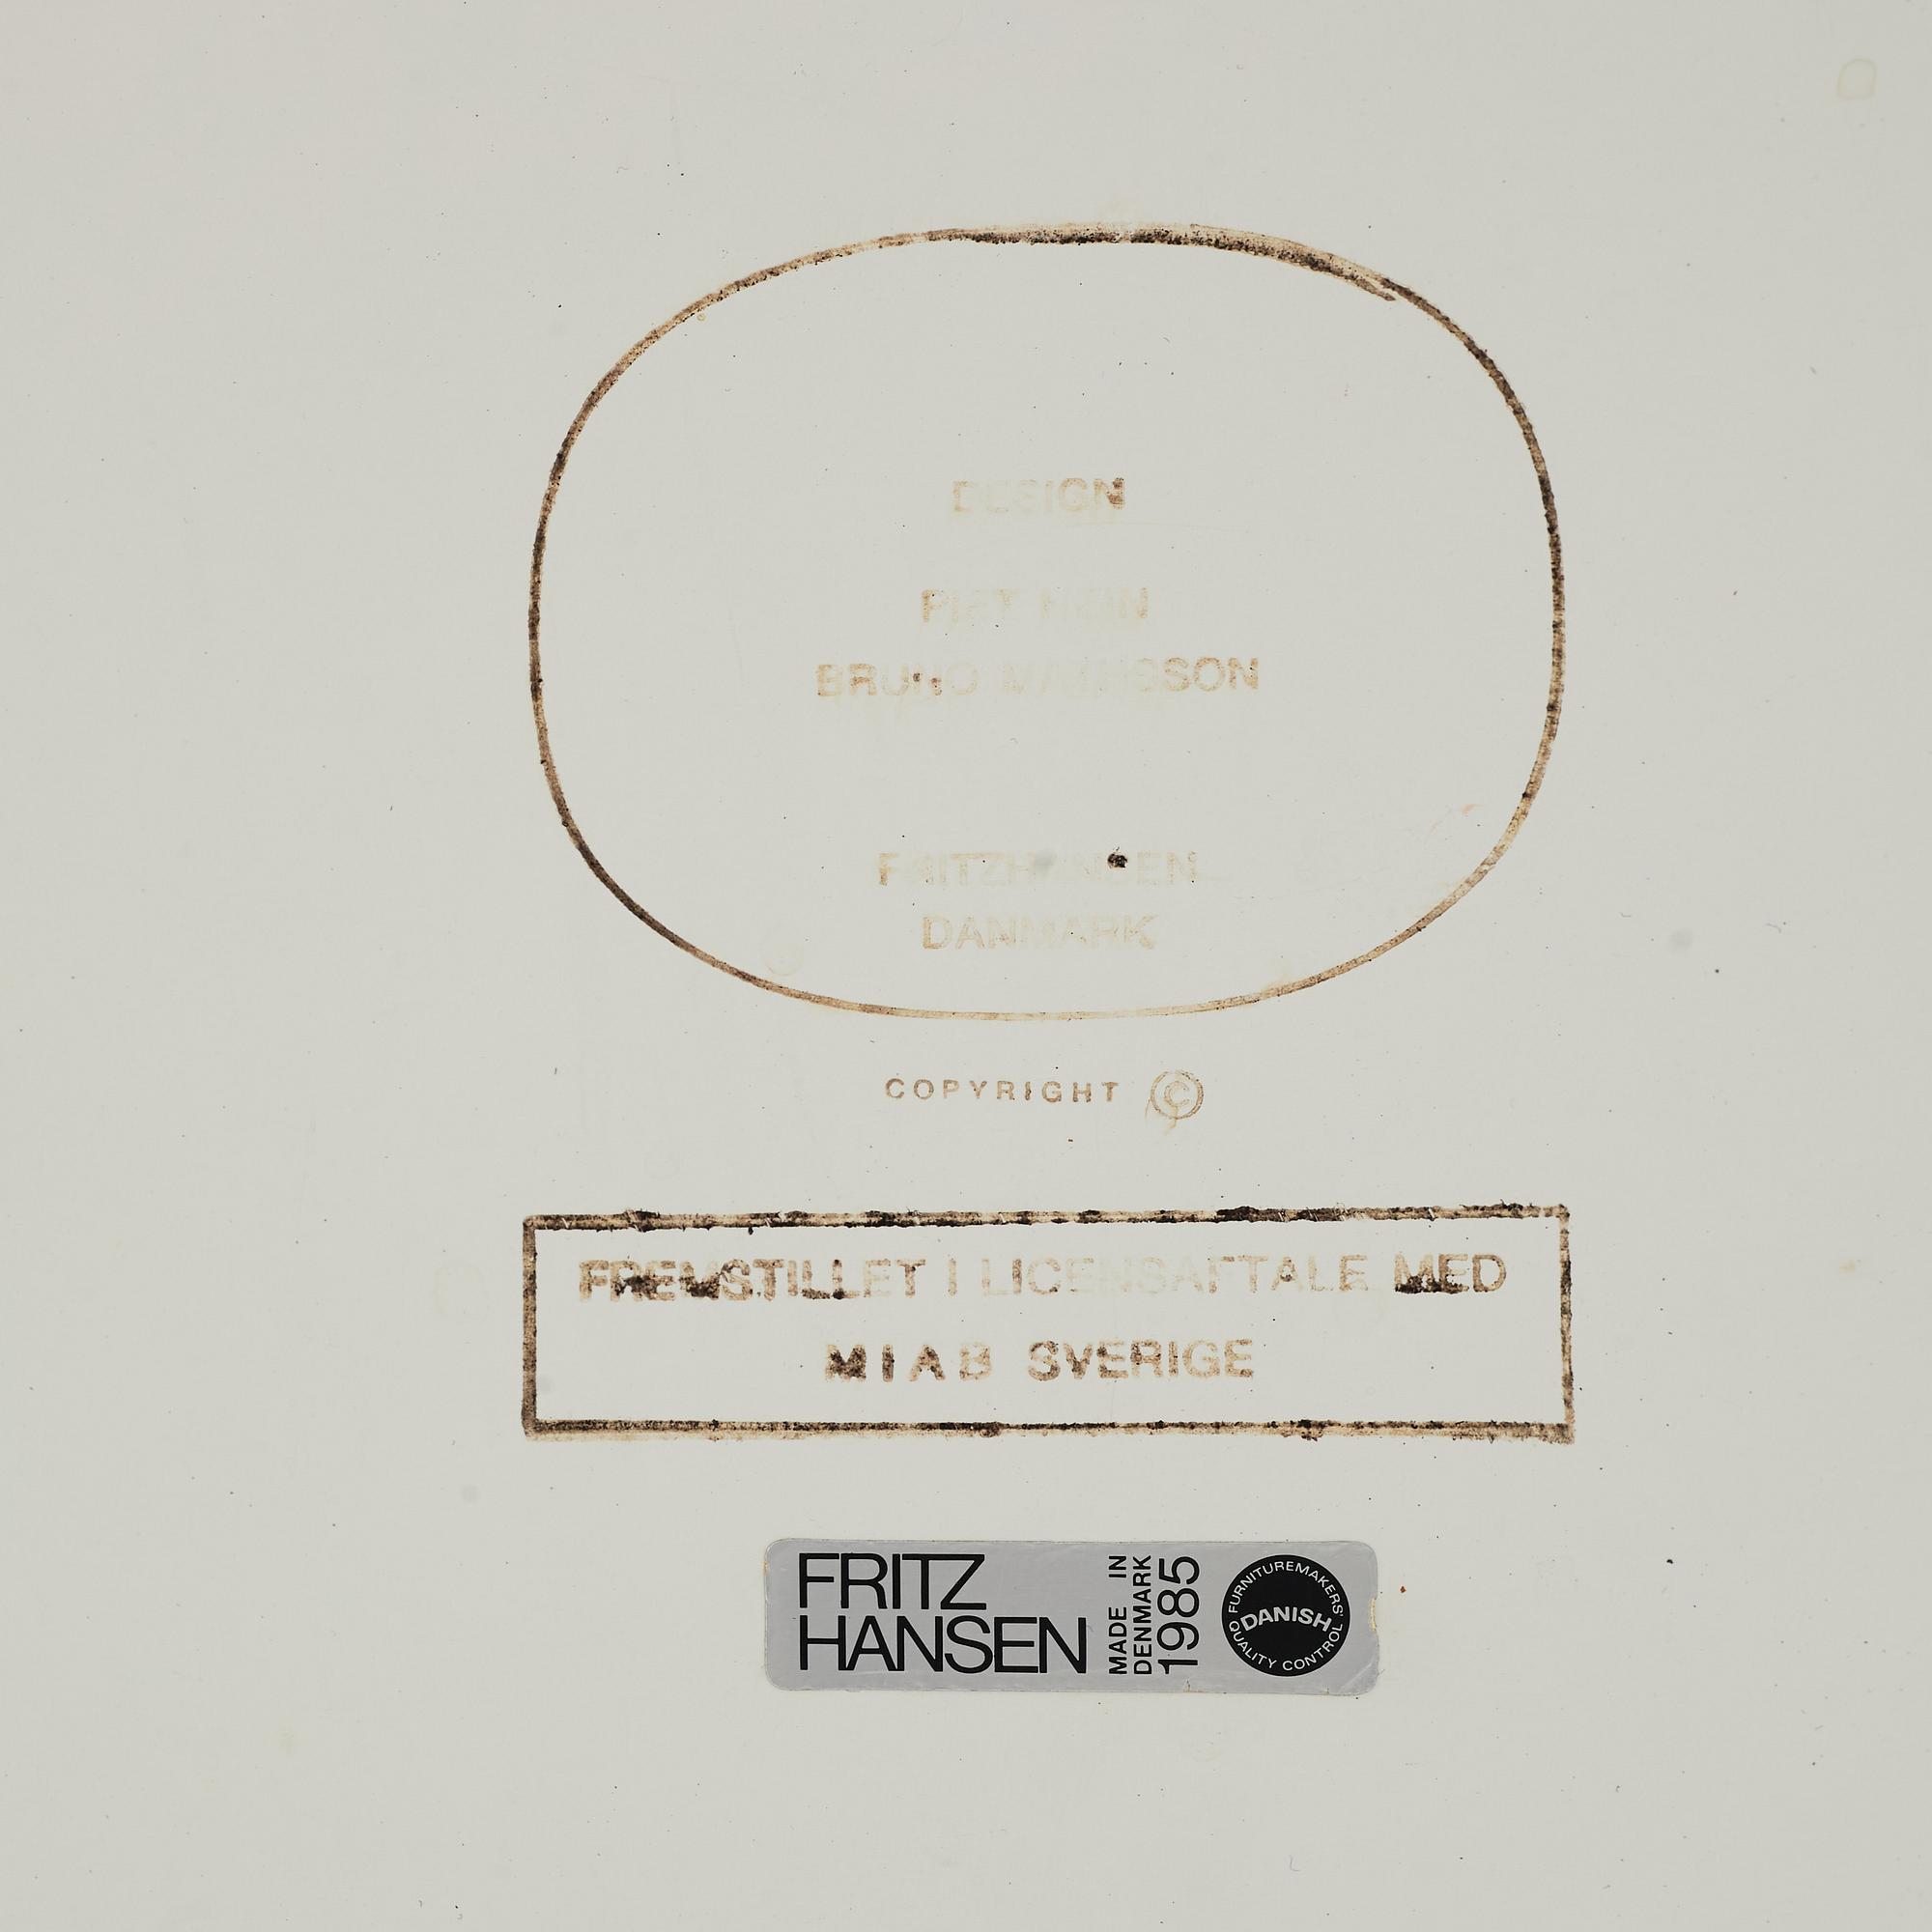 DESIGN
PIET HEIN
BRUNO MATHSSON
FRITZHANSEN
DANMARK
COPYRIGHT ©
FREMSTILLET I LICENSAFTALE MED
MIAB SVERIGE
FRITZ
HANSEN
MADE IN
DENMARK
1985
FURNITUREMAKERS'
DANISH
QUALITY CONTROL